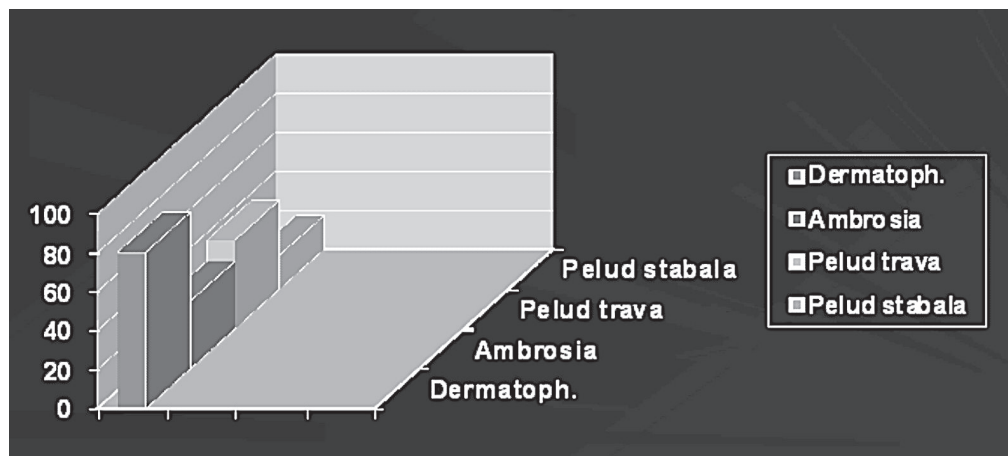 100
80
60
40
20
0
Pelud stabala
Pelud trava
Ambrosia
Dermatoph.
Dermatoph.
Ambrosia
Pelud trava
Pelud stabala